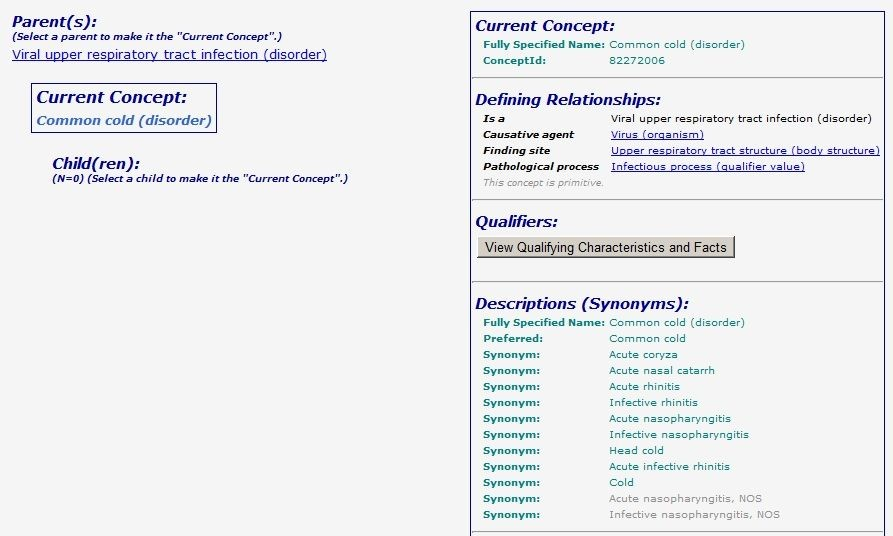 Parent(s):
(Select a parent to make it the "Current Concept".)
Viral upper respiratory tract infection (disorder)
Current Concept:
Common cold (disorder)
Child(ren):
(N=0) (Select a child to make it the "Current Concept".)
Current Concept:
Fully Specified Name: Common cold (disorder)
ConceptId: 82272006
Defining Relationships:
Is a Viral upper respiratory tract infection (disorder)
Causative agent Virus (organism)
Finding site Upper respiratory tract structure (body structure)
Pathological process Infectious process (qualifier value)
This concept is primitive.
Qualifiers:
View Qualifying Characteristics and Facts
Descriptions (Synonyms):
Fully Specified Name: Common cold (disorder)
Preferred: Common cold
Synonym: Acute coryza
Synonym: Acute nasal catarrh
Synonym: Acute rhinitis
Synonym: Infective rhinitis
Synonym: Acute nasopharyngitis
Synonym: Infective nasopharyngitis
Synonym: Head cold
Synonym: Acute infective rhinitis
Synonym: Cold
Synonym: Acute nasopharyngitis, NOS
Synonym: Infective nasopharyngitis, NOS